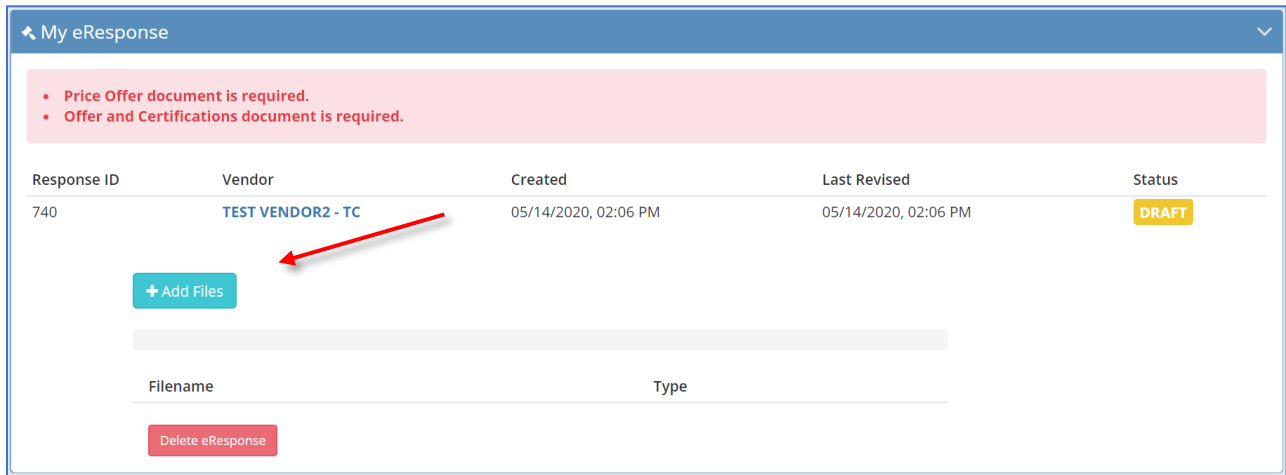 My eResponse
• Price Offer document is required.
• Offer and Certifications document is required.
Response ID Vendor Created Last Revised Status
740 TEST VENDOR2 - TC 05/14/2020, 02:06 PM 05/14/2020, 02:06 PM DRAFT
+ Add Files
Filename Type
Delete eResponse